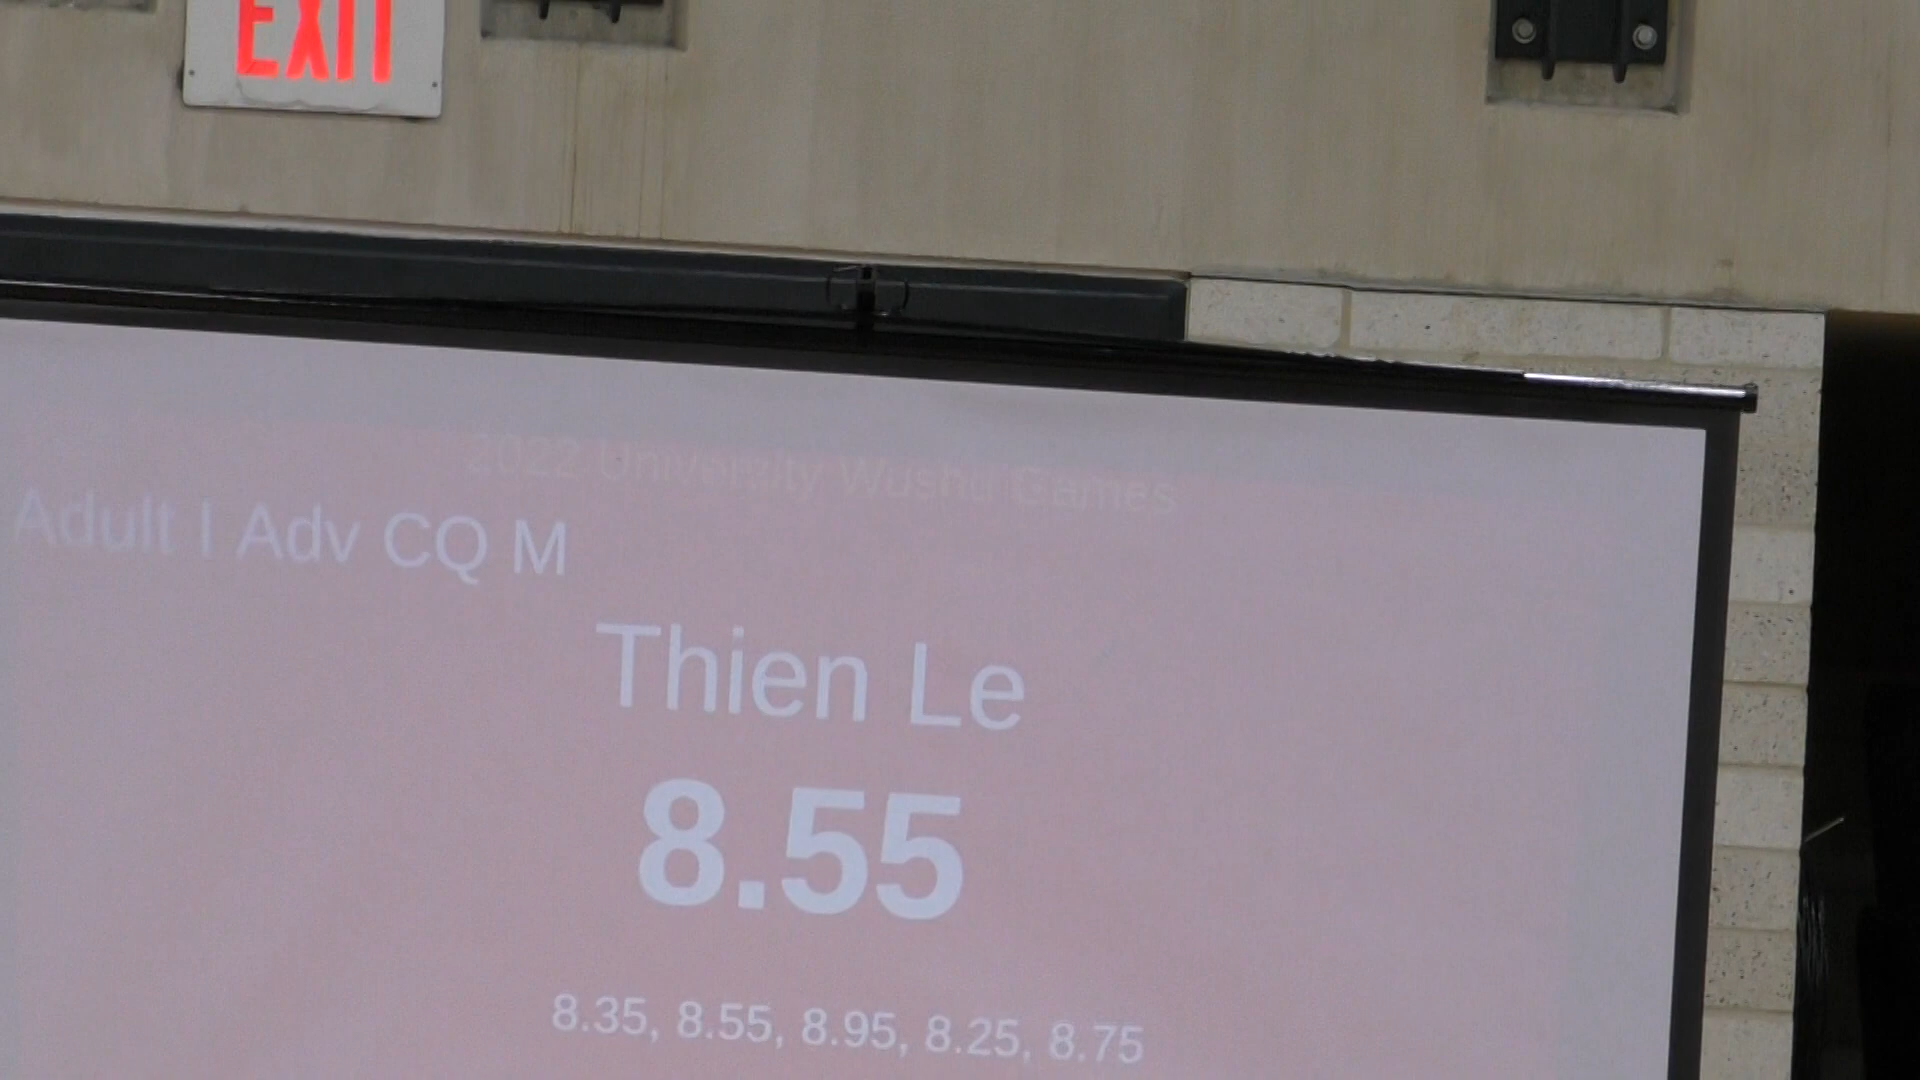 EXIT
2022 University Wushu Games
Adult I Adv CQ M
Thien Le
8.55
8.35, 8.55, 8.95, 8.25, 8.75